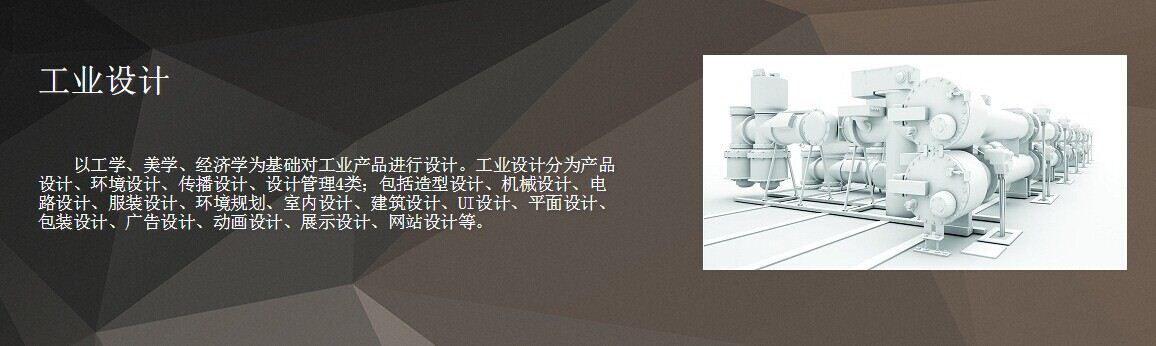 工业设计
以工学、美学、经济学为基础对工业产品进行设计。工业设计分为产品
设计、环境设计、传播设计、设计管理4类；包括造型设计、机械设计、电
路设计、服装设计、环境规划、室内设计、建筑设计、UI设计、平面设计、
包装设计、广告设计、动画设计、展示设计、网站设计等。